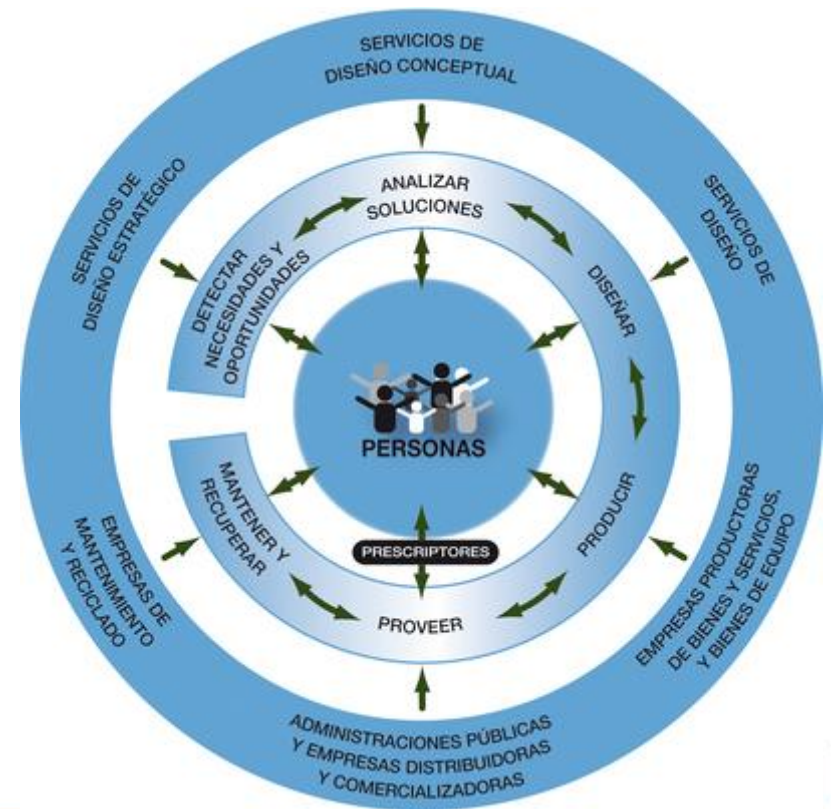 SERVICIOS DE
DISEÑO CONCEPTUAL
SERVICIOS DE
DISEÑO ESTRATÉGICO
SERVICIOS DE
DISEÑO
ANALIZAR
SOLUCIONES
DETECTAR
NECESIDADES Y
OPORTUNIDADES
DISEÑAR
PERSONAS
MANTENER Y
RECUPERAR
PRESCRIPTORES
PRODUCIR
PROVEER
EMPRESAS DE
MANTENIMIENTO
Y RECICLADO
EMPRESAS PRODUCTORAS
DE BIENES Y SERVICIOS,
Y BIENES DE EQUIPO
ADMINISTRACIONES PÚBLICAS
Y EMPRESAS DISTRIBUIDORAS
Y COMERCIALIZADORAS